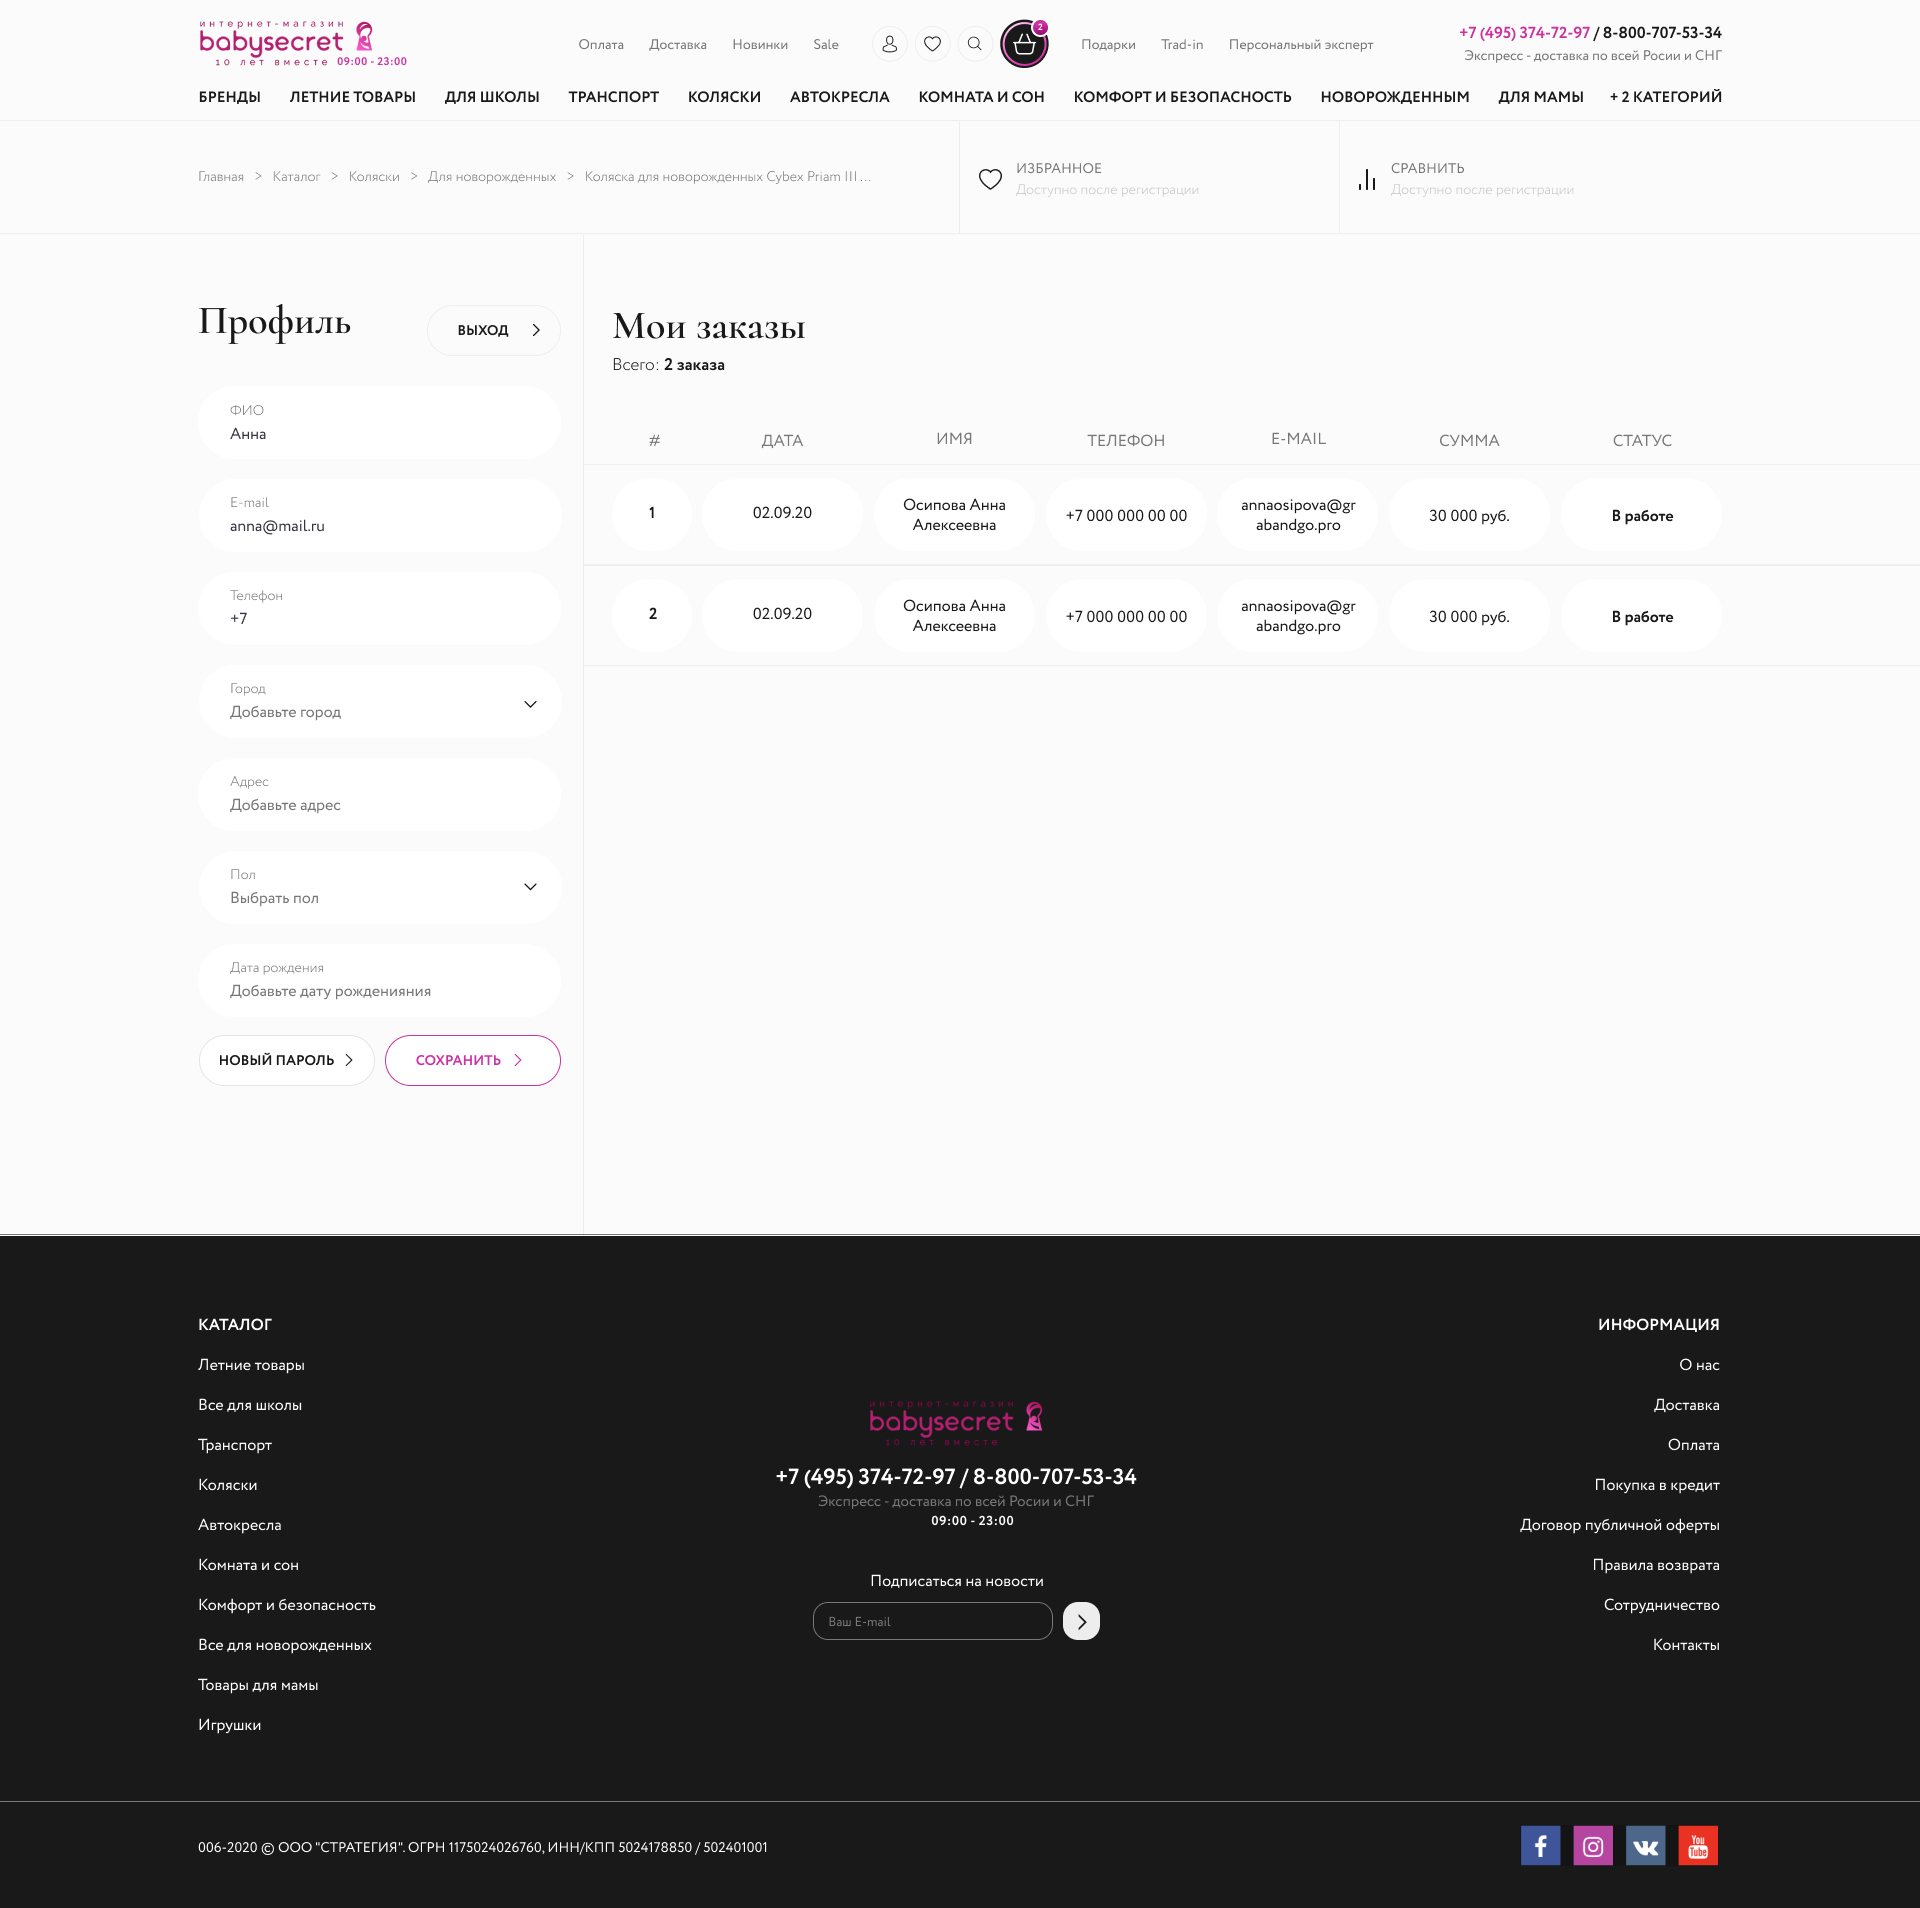 интернет-магазин
babysecret
10 лет вместе 09:00 - 23:00
Оплата Доставка Новинки Sale 2 Подарки Trad-in Персональный эксперт
+7 (495) 374-72-97 / 8-800-707-53-34
Экспресс - доставка по всей Росии и СНГ
БРЕНДЫ ЛЕТНИЕ ТОВАРЫ ДЛЯ ШКОЛЫ ТРАНСПОРТ КОЛЯСКИ АВТОКРЕСЛА КОМНАТА И СОН КОМФОРТ И БЕЗОПАСНОСТЬ НОВОРОЖДЕННЫМ ДЛЯ МАМЫ + 2 КАТЕГОРИЙ
Главная > Каталог > Коляски > Для новорожденных > Коляска для новорожденных Cybex Priam III ...
ИЗБРАННОЕ
Доступно после регистрации
СРАВНИТЬ
Доступно после регистрации
Профиль
ВЫХОД
ФИО
Анна
E-mail
anna@mail.ru
Телефон
+7
Город
Добавьте город
Адрес
Добавьте адрес
Пол
Выбрать пол
Дата рождения
Добавьте дату рожденияния
НОВЫЙ ПАРОЛЬ СОХРАНИТЬ
Мои заказы
Всего: 2 заказа
# ДАТА ИМЯ ТЕЛЕФОН E-MAIL СУММА СТАТУС
1 02.09.20 Осипова Анна Алексеевна +7 000 000 00 00 annaosipova@gr abandgo.pro 30 000 руб. В работе
2 02.09.20 Осипова Анна Алексеевна +7 000 000 00 00 annaosipova@gr abandgo.pro 30 000 руб. В работе
КАТАЛОГ
Летние товары
Все для школы
Транспорт
Коляски
Автокресла
Комната и сон
Комфорт и безопасность
Все для новорожденных
Товары для мамы
Игрушки
интернет-магазин
babysecret
10 лет вместе
+7 (495) 374-72-97 / 8-800-707-53-34
Экспресс - доставка по всей Росии и СНГ
09:00 - 23:00
Подписаться на новости
Ваш E-mail
ИНФОРМАЦИЯ
О нас
Доставка
Оплата
Покупка в кредит
Договор публичной оферты
Правила возврата
Сотрудничество
Контакты
006-2020 © ООО "СТРАТЕГИЯ". ОГРН 1175024026760, ИНН/КПП 5024178850 / 502401001
You Tube